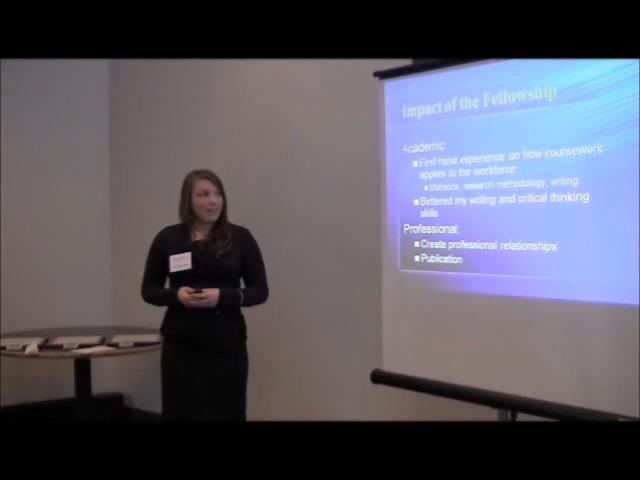 Impact of the Fellowship
Academic
First hand experience on how coursework
applies to the workforce
Statistics, research methodology, writing
Bettered my writing and critical thinking
skills
Professional:
Create professional relationships
Publication